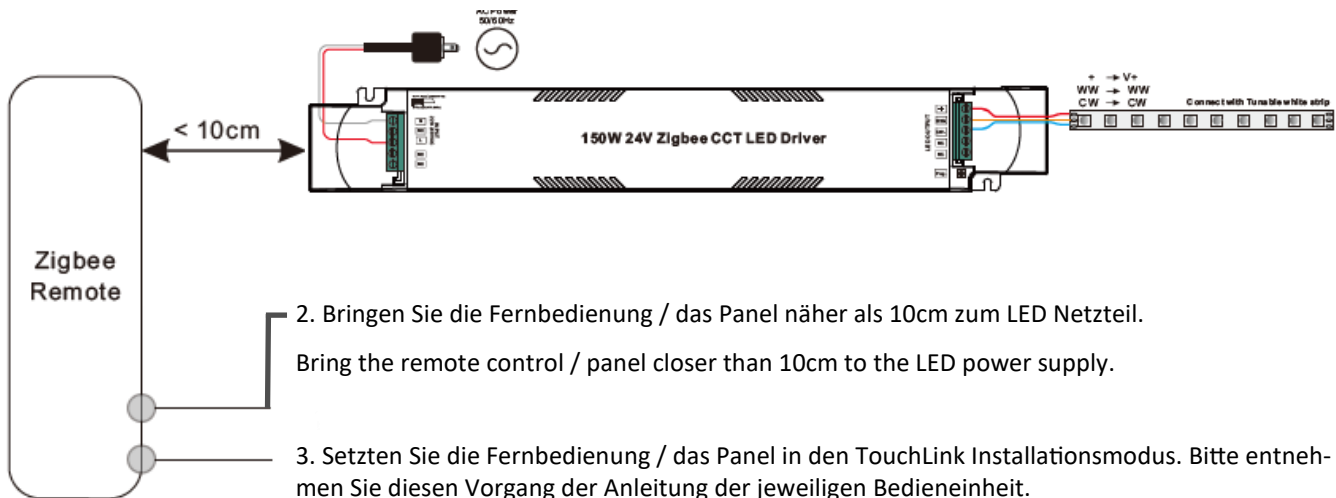 AC Power
50/60Hz
+ → V+
WW → WW
CW → CW
Connect with Tunable white strip
< 10cm
150W 24V Zigbee CCT LED Driver
LED OUTPUT
Zigbee
Remote
2. Bringen Sie die Fernbedienung / das Panel näher als 10cm zum LED Netzteil.
Bring the remote control / panel closer than 10cm to the LED power supply.
3. Setzten Sie die Fernbedienung / das Panel in den TouchLink Installationsmodus. Bitte entneh-
men Sie diesen Vorgang der Anleitung der jeweiligen Bedieneinheit.